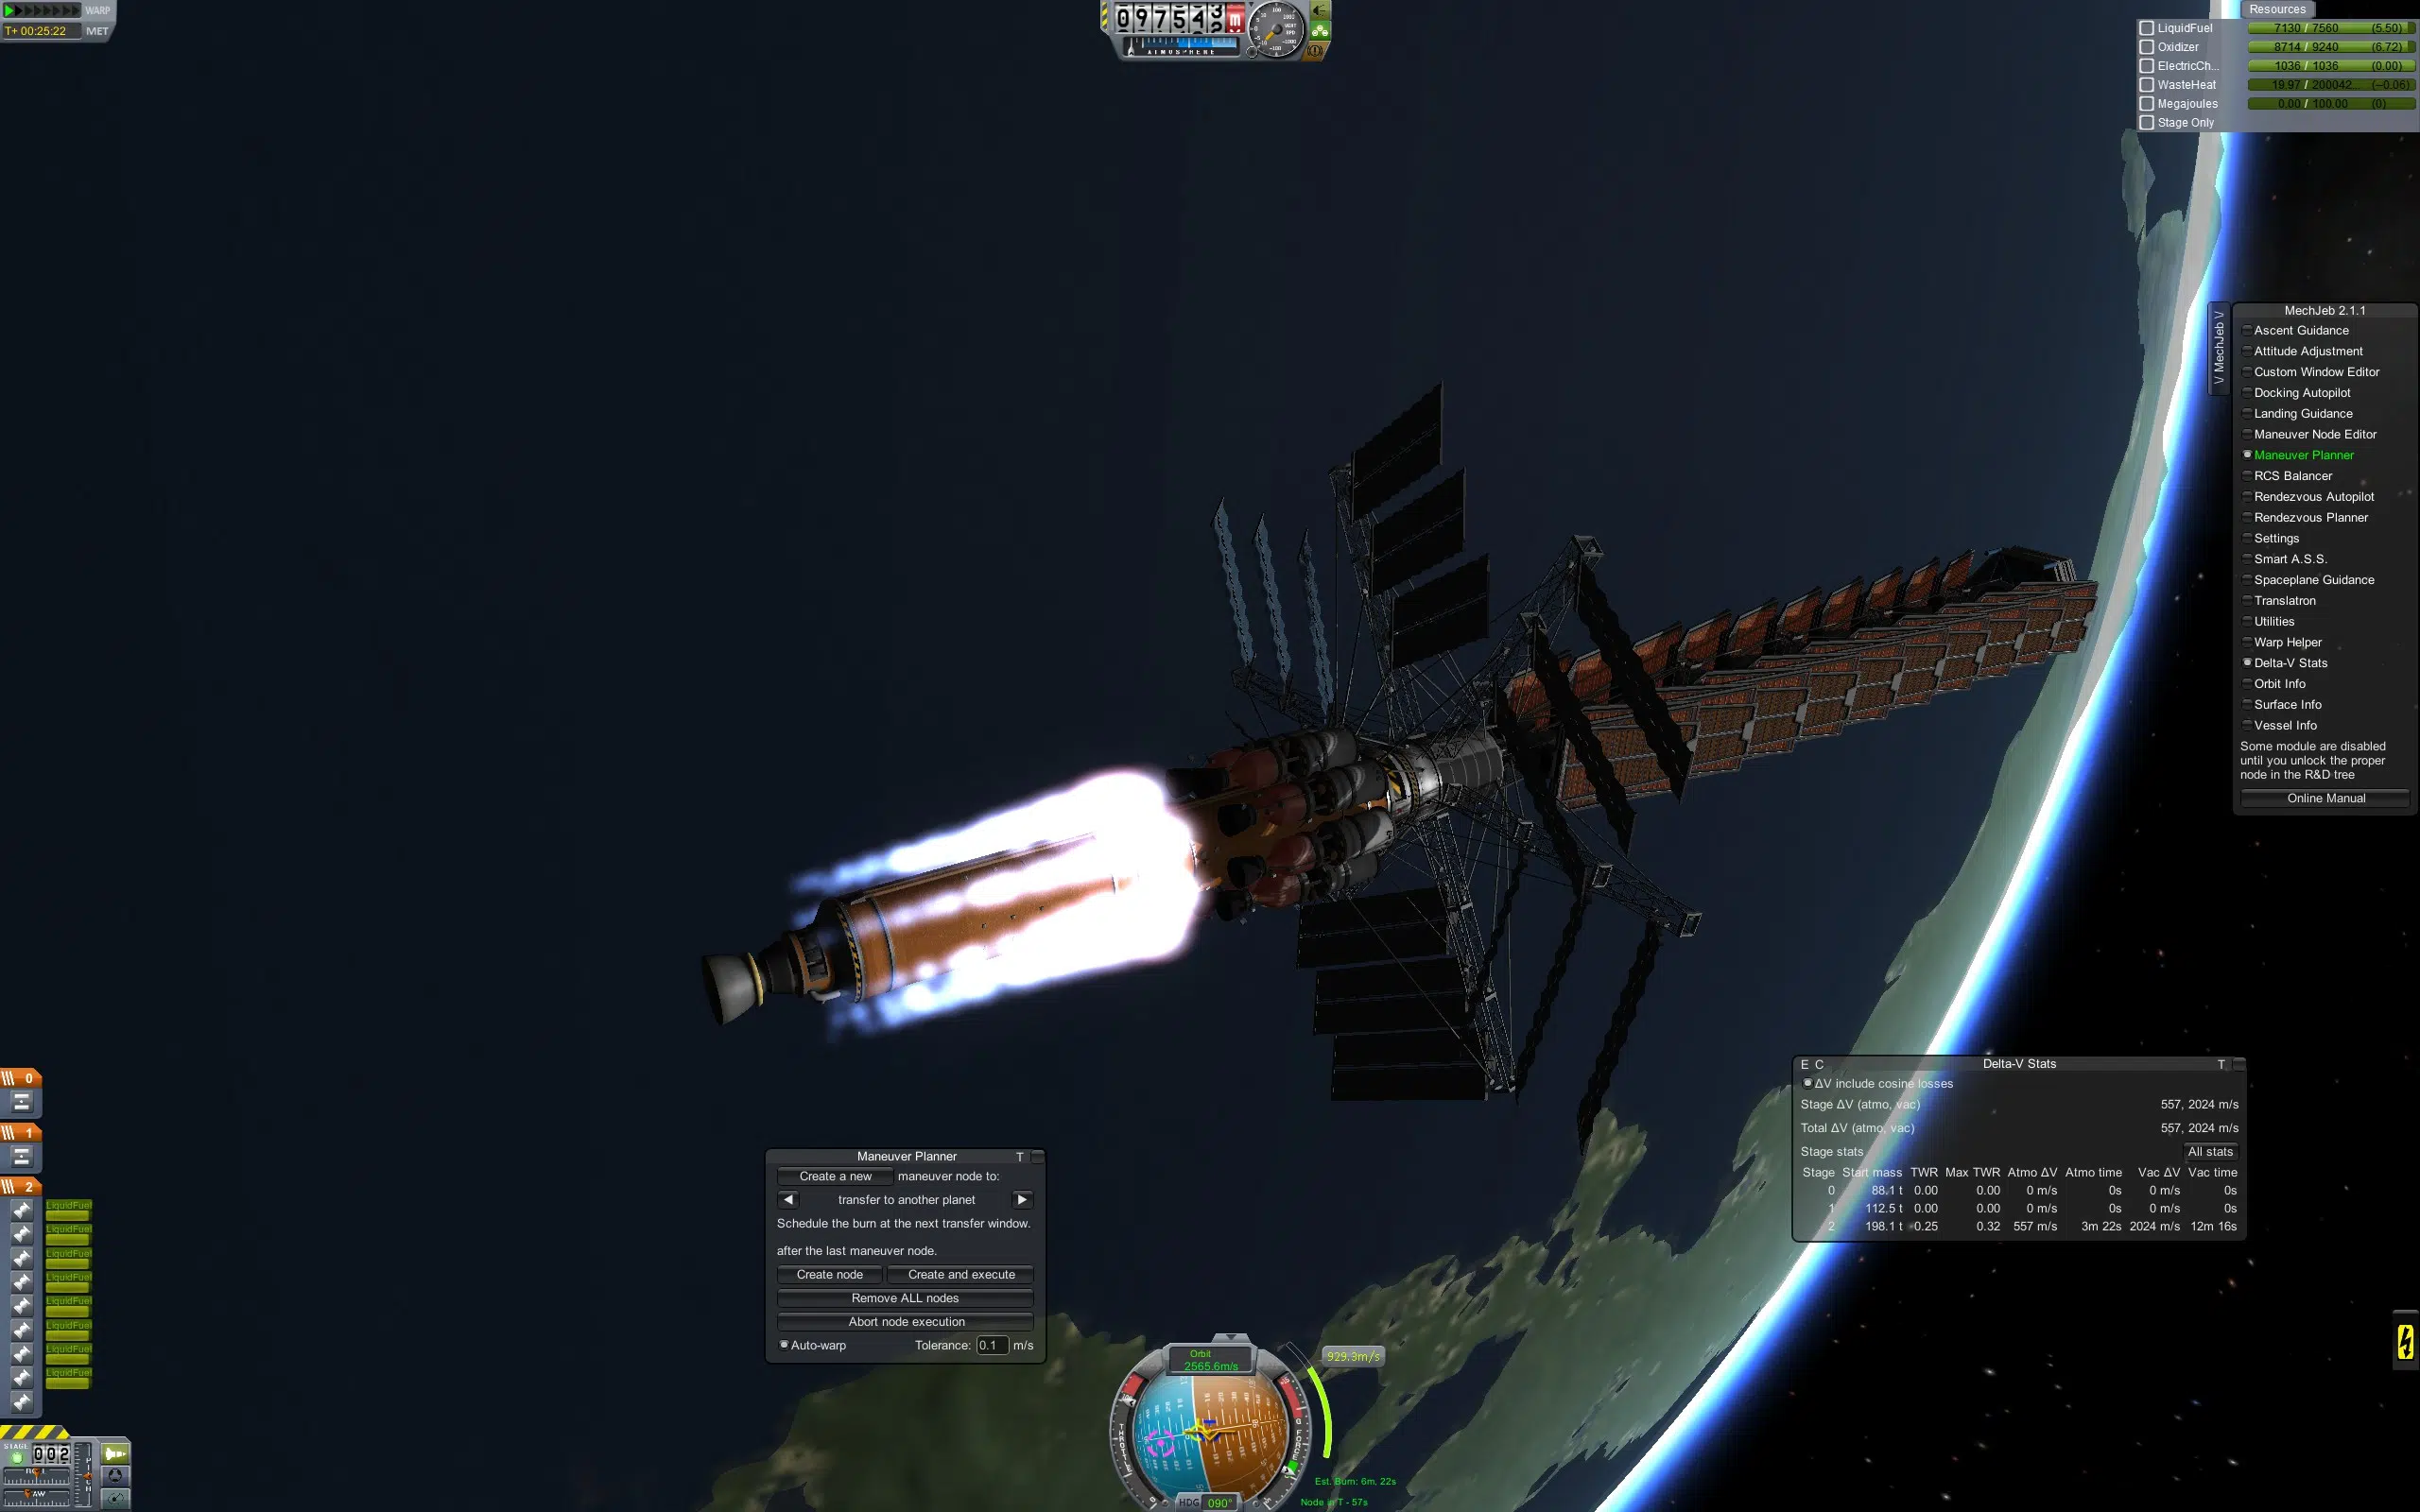 WARP
T+ 00:25:22 MET
ATMOSPHERE
Resources
LiquidFuel 7130 / 7560 (5.50)
Oxidizer 8714 / 9240 (6.72)
ElectricCh... 1036 / 1036 (0.00)
WasteHeat 19.97 / 200042... (−0.06)
Megajoules 0.00 / 100.00 (0)
Stage Only
V MechJeb V
MechJeb 2.1.1
Ascent Guidance
Attitude Adjustment
Custom Window Editor
Docking Autopilot
Landing Guidance
Maneuver Node Editor
Maneuver Planner
RCS Balancer
Rendezvous Autopilot
Rendezvous Planner
Settings
Smart A.S.S.
Spaceplane Guidance
Translatron
Utilities
Warp Helper
Delta-V Stats
Orbit Info
Surface Info
Vessel Info
Some module are disabled
until you unlock the proper
node in the R&D tree
Online Manual
E C Delta-V Stats T
ΔV include cosine losses
Stage ΔV (atmo, vac) 557, 2024 m/s
Total ΔV (atmo, vac) 557, 2024 m/s
Stage stats All stats
Stage Start mass TWR Max TWR Atmo ΔV Atmo time Vac ΔV Vac time
0 88.1 t 0.00 0.00 0 m/s 0s 0 m/s 0s
1 112.5 t 0.00 0.00 0 m/s 0s 0 m/s 0s
2 198.1 t 0.25 0.32 557 m/s 3m 22s 2024 m/s 12m 16s
Maneuver Planner T
Create a new maneuver node to:
transfer to another planet
Schedule the burn at the next transfer window.
after the last maneuver node.
Create node Create and execute
Remove ALL nodes
Abort node execution
Auto-warp Tolerance: 0.1 m/s
0
1
2
LiquidFuel
LiquidFuel
LiquidFuel
LiquidFuel
LiquidFuel
LiquidFuel
LiquidFuel
LiquidFuel
STAGE 002
Orbit
2565.6m/s
929.3m/s
HDG 090°
Est. Burn: 6m, 22s
Node in T - 57s